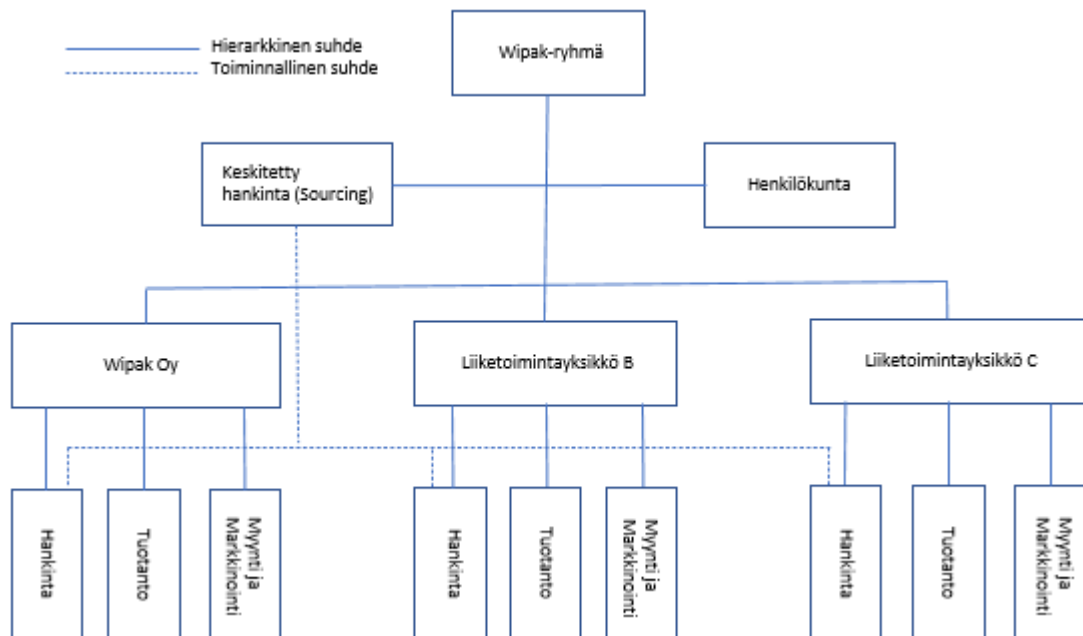 Hierarkkinen suhde
Toiminnallinen suhde
Wipak-ryhmä
Keskitetty
hankinta (Sourcing)
Henkilökunta
Wipak Oy
Liiketoimintayksikkö B
Liiketoimintayksikkö C
Hankinta
Tuotanto
Myynti ja
Markkinointi
Hankinta
Tuotanto
Myynti ja
Markkinointi
Hankinta
Tuotanto
Myynti ja
Markkinointi